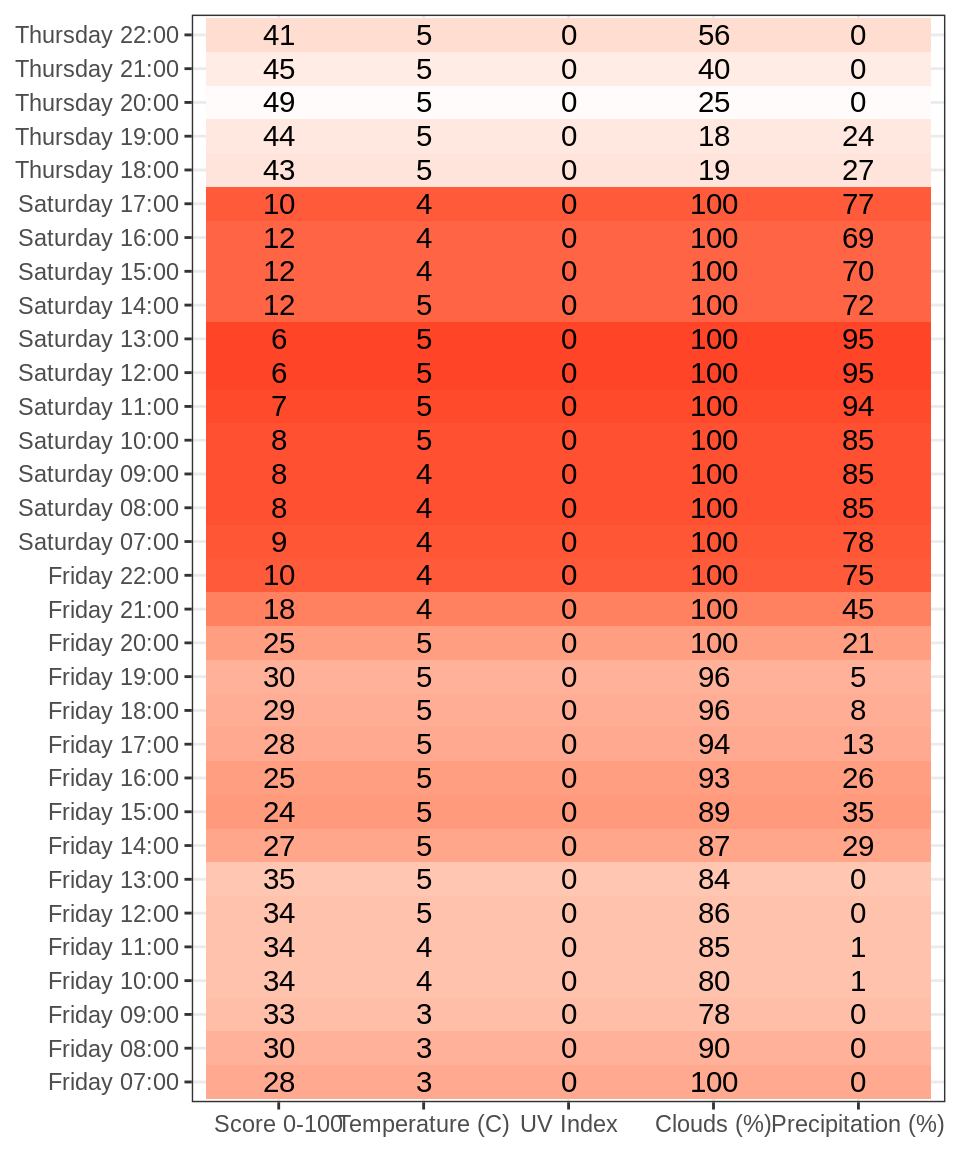 Thursday 22:00 41 5 0 56 0
Thursday 21:00 45 5 0 40 0
Thursday 20:00 49 5 0 25 0
Thursday 19:00 44 5 0 18 24
Thursday 18:00 43 5 0 19 27
Saturday 17:00 10 4 0 100 77
Saturday 16:00 12 4 0 100 69
Saturday 15:00 12 4 0 100 70
Saturday 14:00 12 5 0 100 72
Saturday 13:00 6 5 0 100 95
Saturday 12:00 6 5 0 100 95
Saturday 11:00 7 5 0 100 94
Saturday 10:00 8 5 0 100 85
Saturday 09:00 8 4 0 100 85
Saturday 08:00 8 4 0 100 85
Saturday 07:00 9 4 0 100 78
Friday 22:00 10 4 0 100 75
Friday 21:00 18 4 0 100 45
Friday 20:00 25 5 0 100 21
Friday 19:00 30 5 0 96 5
Friday 18:00 29 5 0 96 8
Friday 17:00 28 5 0 94 13
Friday 16:00 25 5 0 93 26
Friday 15:00 24 5 0 89 35
Friday 14:00 27 5 0 87 29
Friday 13:00 35 5 0 84 0
Friday 12:00 34 5 0 86 0
Friday 11:00 34 4 0 85 1
Friday 10:00 34 4 0 80 1
Friday 09:00 33 3 0 78 0
Friday 08:00 30 3 0 90 0
Friday 07:00 28 3 0 100 0
Score 0-100 Temperature (C) UV Index Clouds (%) Precipitation (%)